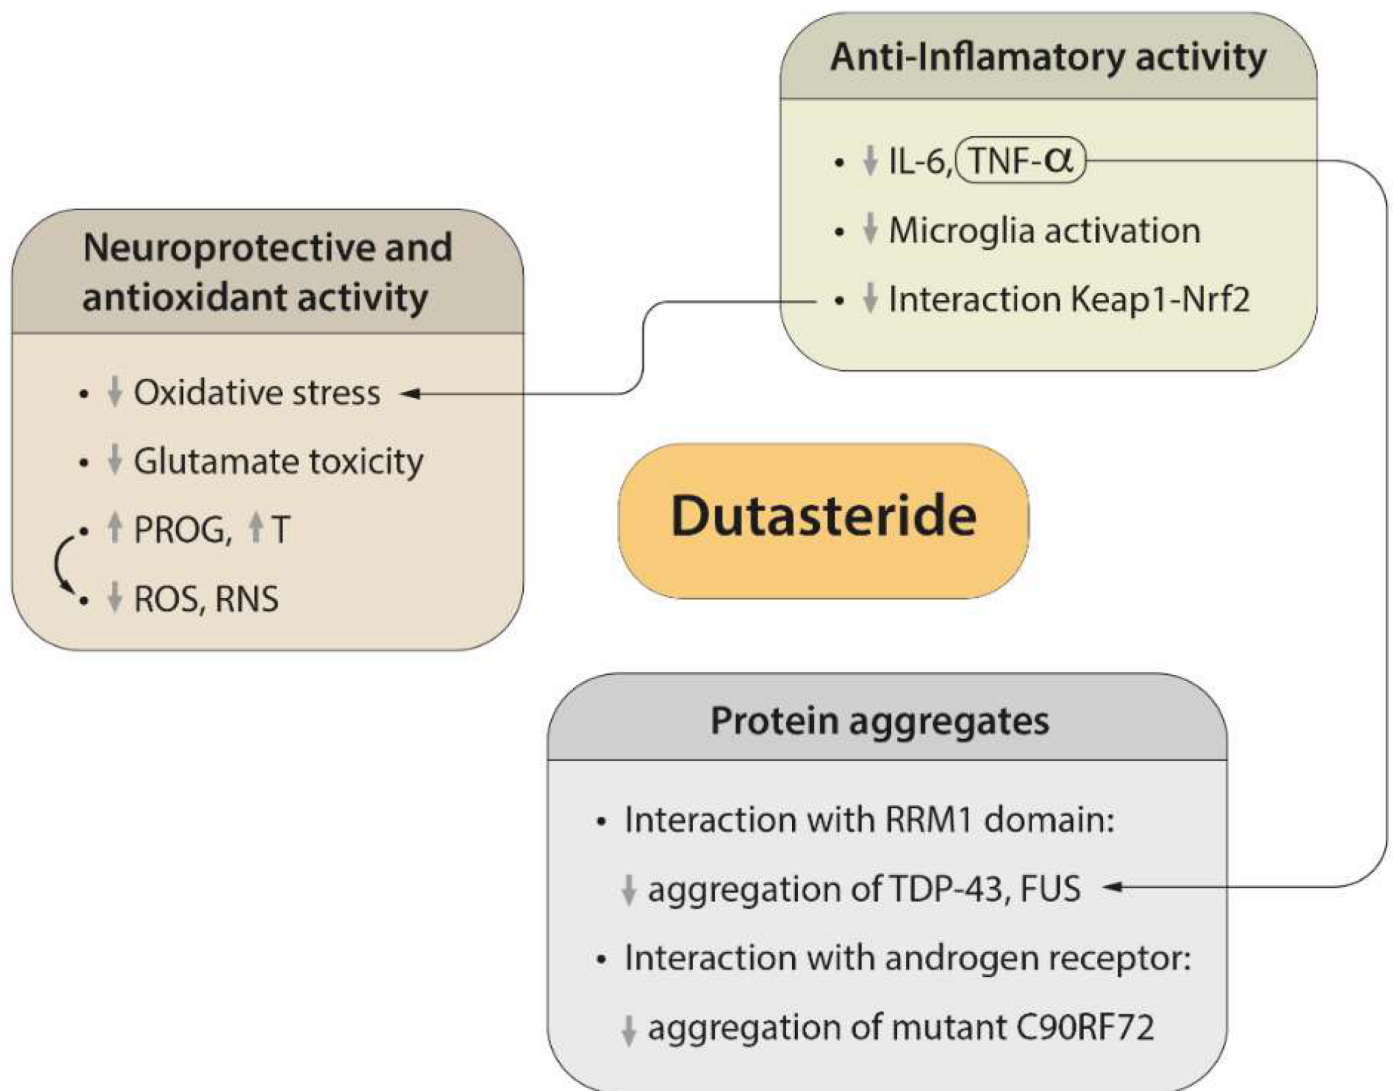 Anti-Inflamatory activity
• ↓ IL-6, TNF-α
• ↓ Microglia activation
• ↓ Interaction Keap1-Nrf2
Neuroprotective and
antioxidant activity
• ↓ Oxidative stress
• ↓ Glutamate toxicity
• ↑ PROG, ↑ T
• ↓ ROS, RNS
Dutasteride
Protein aggregates
• Interaction with RRM1 domain:
↓ aggregation of TDP-43, FUS
• Interaction with androgen receptor:
↓ aggregation of mutant C90RF72